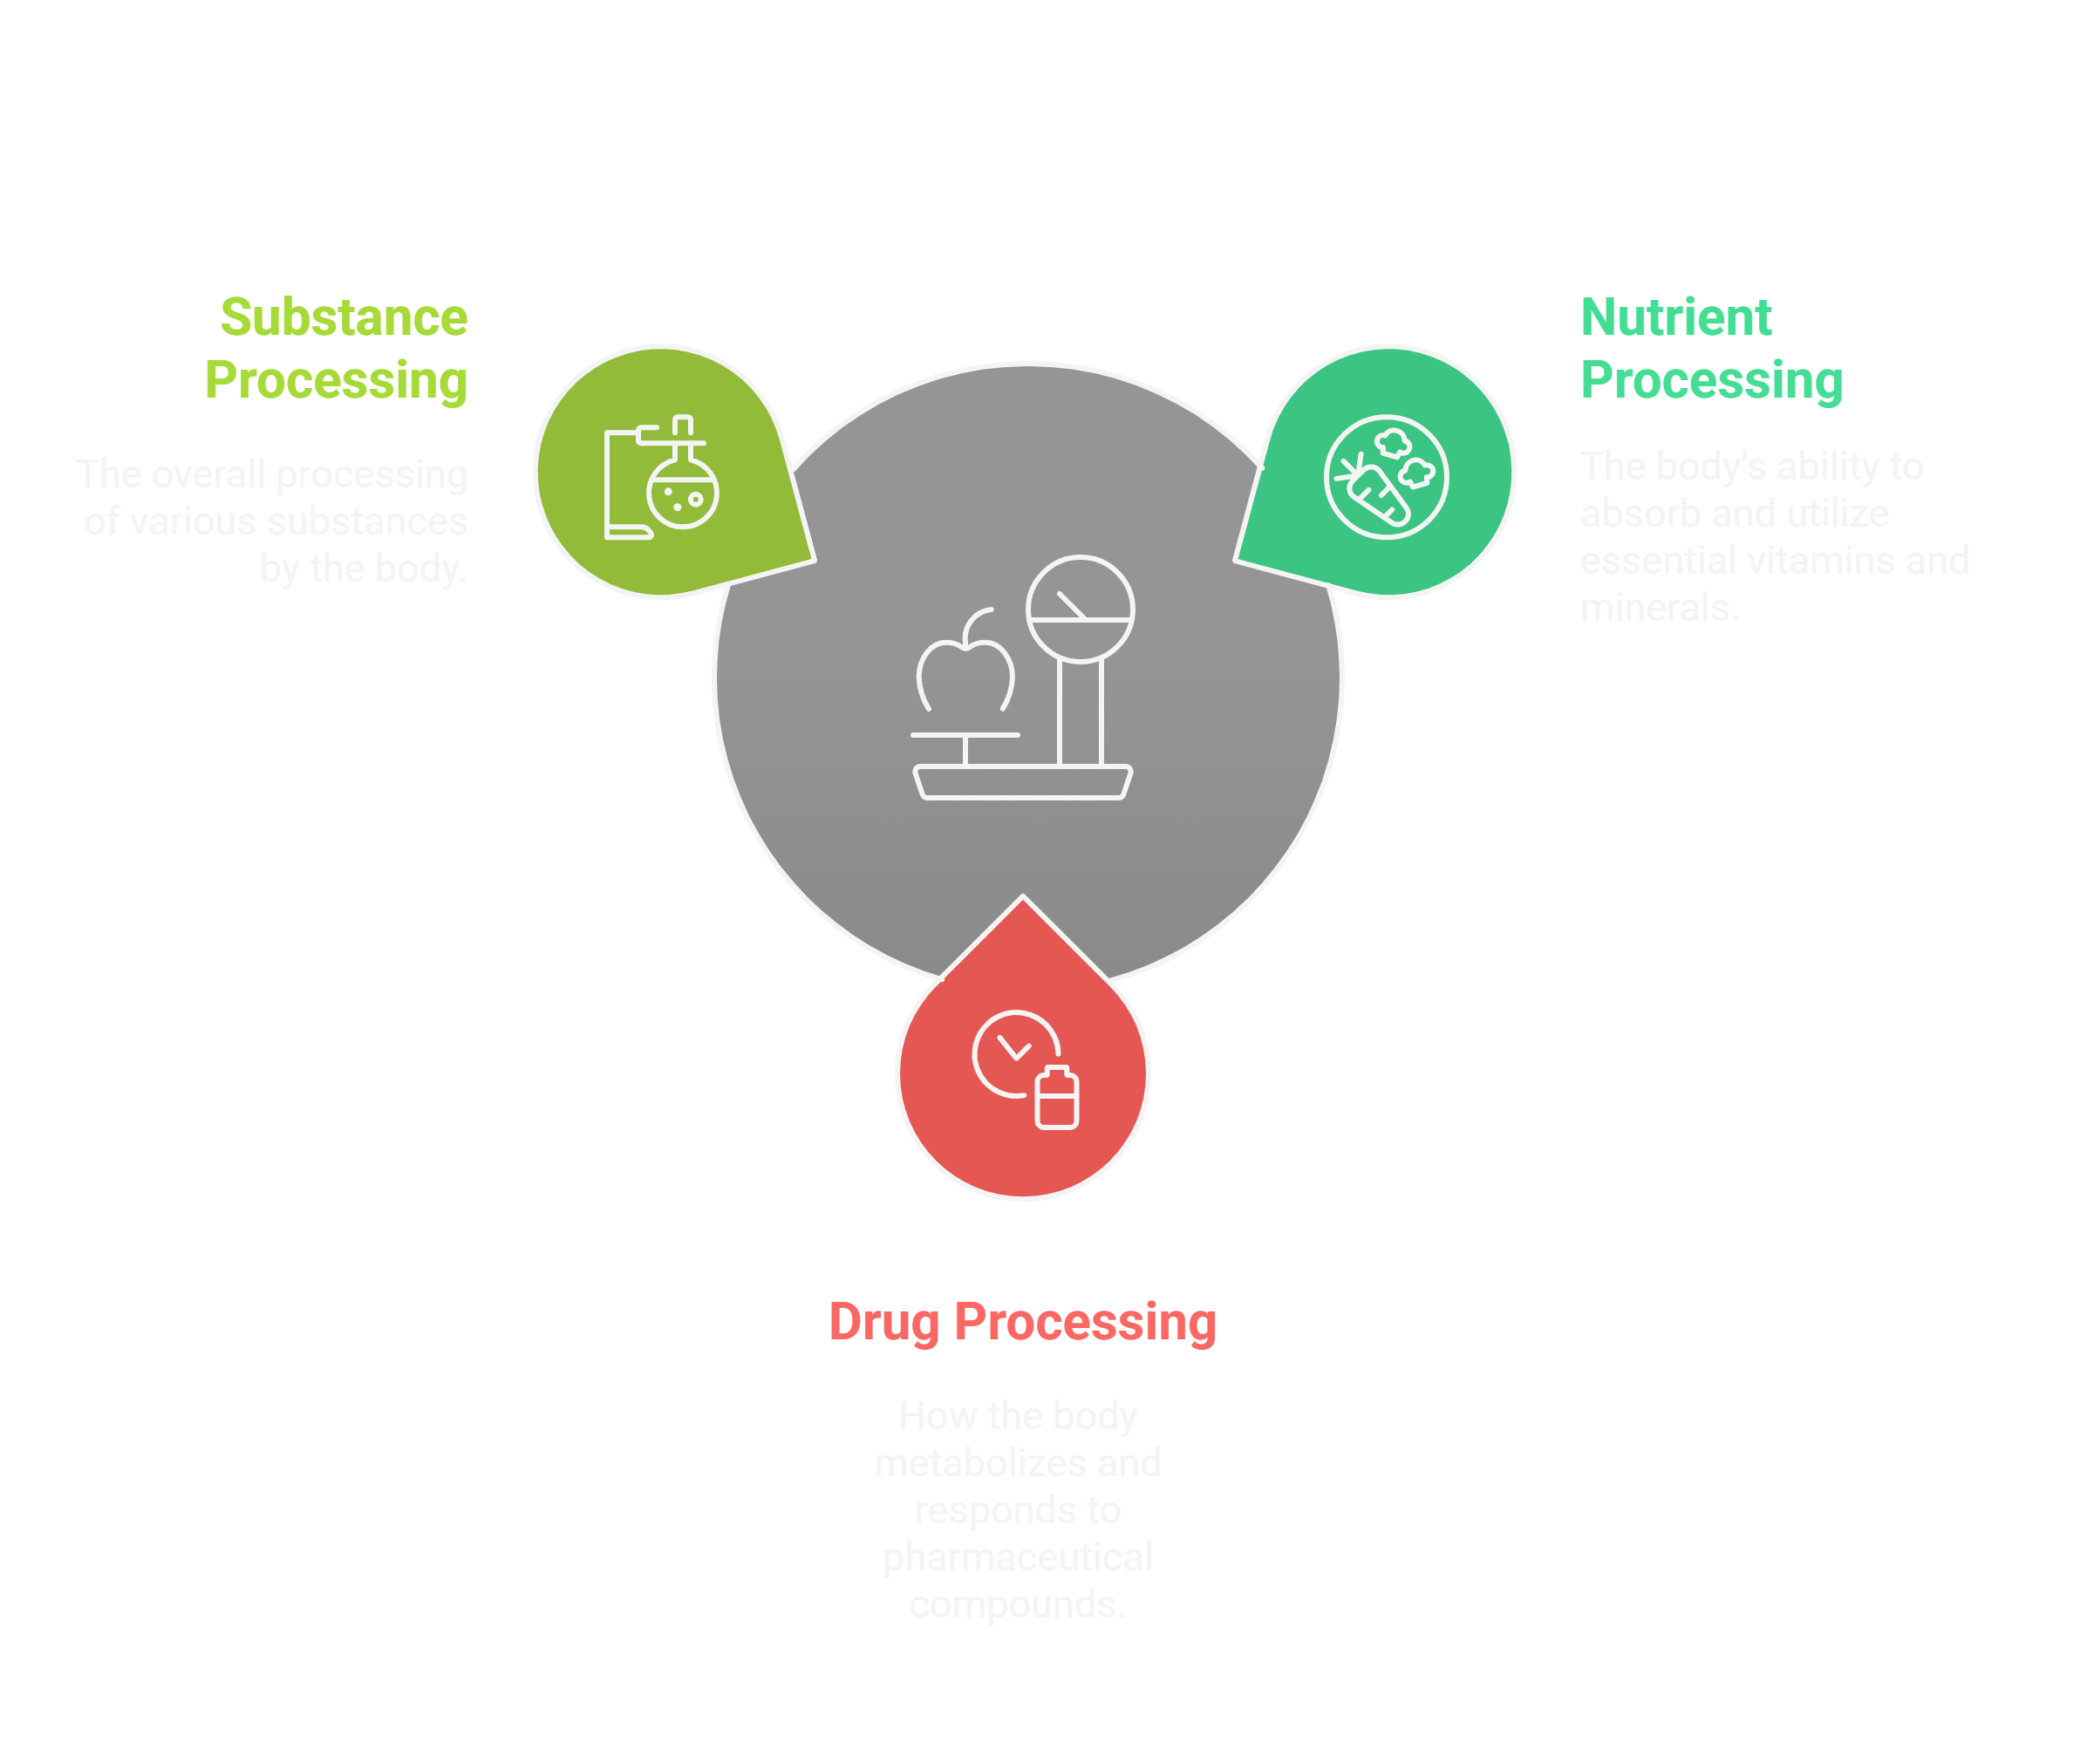 Substance
Processing
The overall processing
of various substances
by the body.
Nutrient
Processing
The body's ability to
absorb and utilize
essential vitamins and
minerals.
Drug Processing
How the body
metabolizes and
responds to
pharmaceutical
compounds.